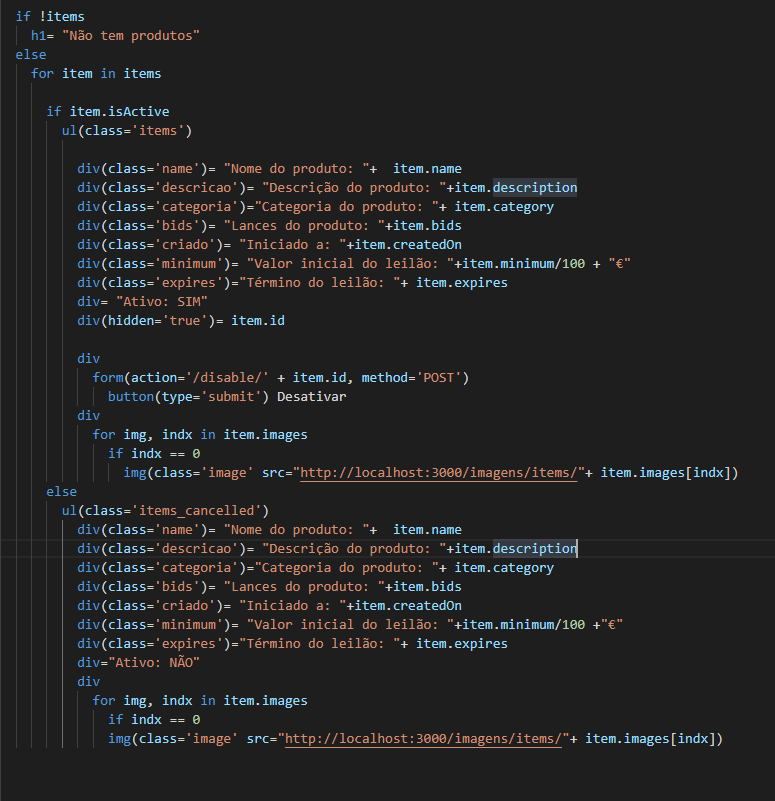 if !items
  h1= "Não tem produtos"
else
  for item in items

    if item.isActive
      ul(class='items')

        div(class='name')= "Nome do produto: "+  item.name
        div(class='descricao')= "Descrição do produto: "+item.description
        div(class='categoria')="Categoria do produto: "+ item.category
        div(class='bids')= "Lances do produto: "+item.bids
        div(class='criado')= "Iniciado a: "+item.createdOn
        div(class='minimum')= "Valor inicial do leilão: "+item.minimum/100 + "€"
        div(class='expires')="Término do leilão: "+ item.expires
        div= "Ativo: SIM"
        div(hidden='true')= item.id

        div
          form(action='/disable/' + item.id, method='POST')
            button(type='submit') Desativar
        div
          for img, indx in item.images
            if indx == 0
              img(class='image' src="http://localhost:3000/imagens/items/"+ item.images[indx])
    else
      ul(class='items_cancelled')
        div(class='name')= "Nome do produto: "+  item.name
        div(class='descricao')= "Descrição do produto: "+item.description
        div(class='categoria')="Categoria do produto: "+ item.category
        div(class='bids')= "Lances do produto: "+item.bids
        div(class='criado')= "Iniciado a: "+item.createdOn
        div(class='minimum')= "Valor inicial do leilão: "+item.minimum/100 +"€"
        div(class='expires')="Término do leilão: "+ item.expires
        div="Ativo: NÃO"
        div
          for img, indx in item.images
            if indx == 0
            img(class='image' src="http://localhost:3000/imagens/items/"+ item.images[indx])